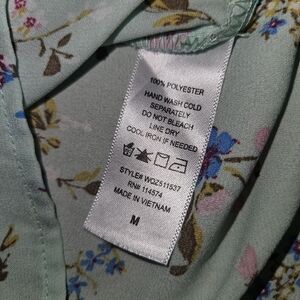 100% POLYESTER
HAND WASH COLD
SEPARATELY
DO NOT BLEACH
LINE DRY
COOL IRON IF NEEDED
STYLE# WOZ511537
RN# 114574
MADE IN VIETNAM
M